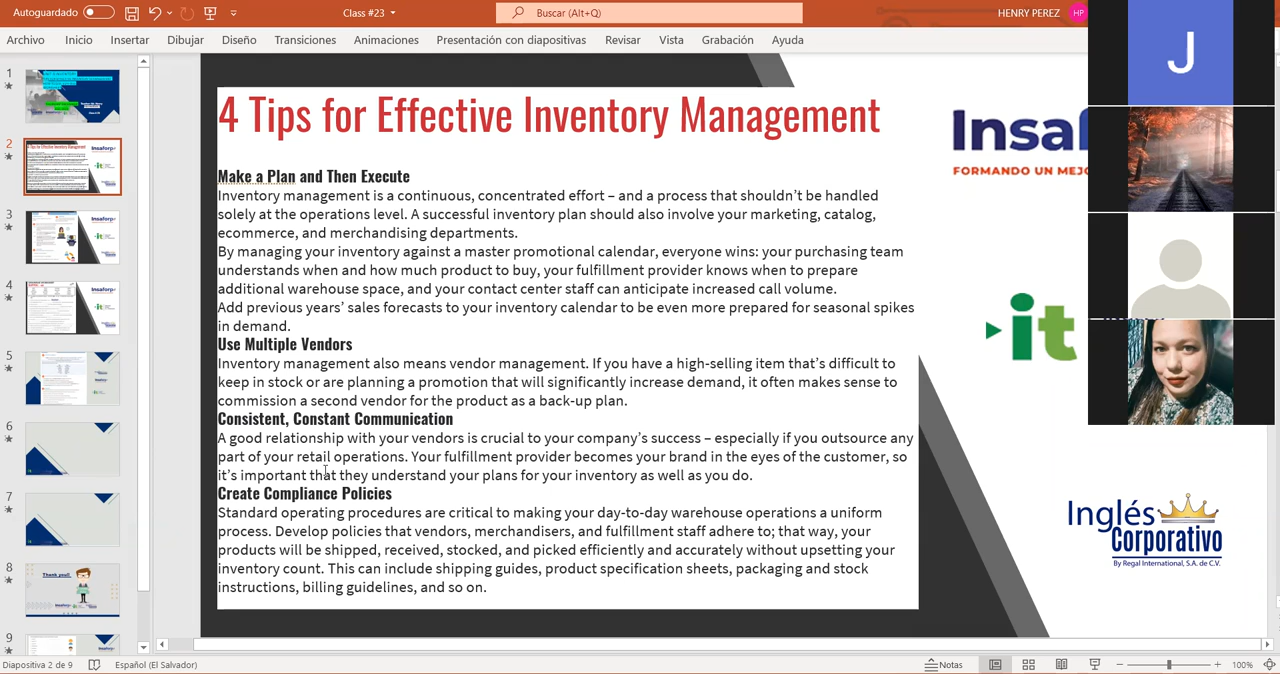 Autoguardado
Class #23
Buscar (Alt+Q)
HENRY PEREZ
HP
Archivo Inicio Insertar Dibujar Diseño Transiciones Animaciones Presentación con diapositivas Revisar Vista Grabación Ayuda
1
2
3
4
5
6
7
8
9
4 Tips for Effective Inventory Management
Make a Plan and Then Execute
Inventory management is a continuous, concentrated effort – and a process that shouldn’t be handled
solely at the operations level. A successful inventory plan should also involve your marketing, catalog,
ecommerce, and merchandising departments.
By managing your inventory against a master promotional calendar, everyone wins: your purchasing team
understands when and how much product to buy, your fulfillment provider knows when to prepare
additional warehouse space, and your contact center staff can anticipate increased call volume.
Add previous years’ sales forecasts to your inventory calendar to be even more prepared for seasonal spikes
in demand.
Use Multiple Vendors
Inventory management also means vendor management. If you have a high-selling item that’s difficult to
keep in stock or are planning a promotion that will significantly increase demand, it often makes sense to
commission a second vendor for the product as a back-up plan.
Consistent, Constant Communication
A good relationship with your vendors is crucial to your company’s success – especially if you outsource any
part of your retail operations. Your fulfillment provider becomes your brand in the eyes of the customer, so
it’s important that they understand your plans for your inventory as well as you do.
Create Compliance Policies
Standard operating procedures are critical to making your day-to-day warehouse operations a uniform
process. Develop policies that vendors, merchandisers, and fulfillment staff adhere to; that way, your
products will be shipped, received, stocked, and picked efficiently and accurately without upsetting your
inventory count. This can include shipping guides, product specification sheets, packaging and stock
instructions, billing guidelines, and so on.
Insafo
FORMANDO UN MEJO
it
Inglés
Corporativo
By Regal International, S.A. de C.V.
J
Thank you!!
Diapositiva 2 de 9
Español (El Salvador)
Notas
100%